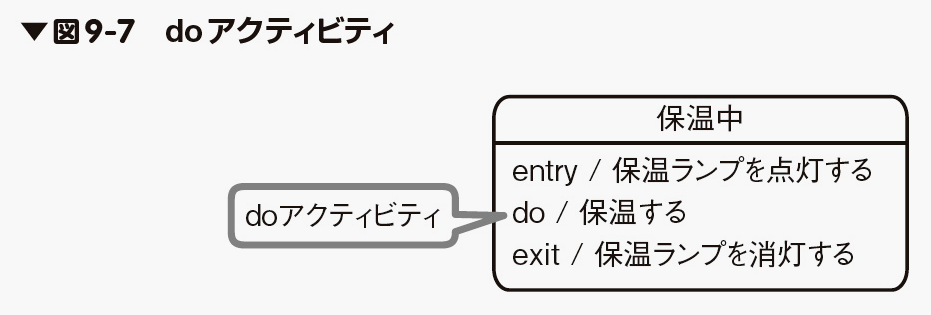 ▼図9-7 doアクティビティ
保温中
entry / 保温ランプを点灯する
doアクティビティ
do / 保温する
exit / 保温ランプを消灯する